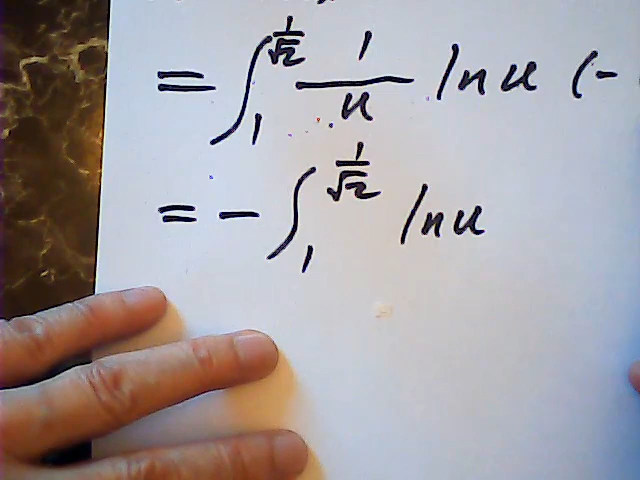 = ∫₁^(1/√2) 1/u ln u (-
= - ∫₁^(1/√2) ln u